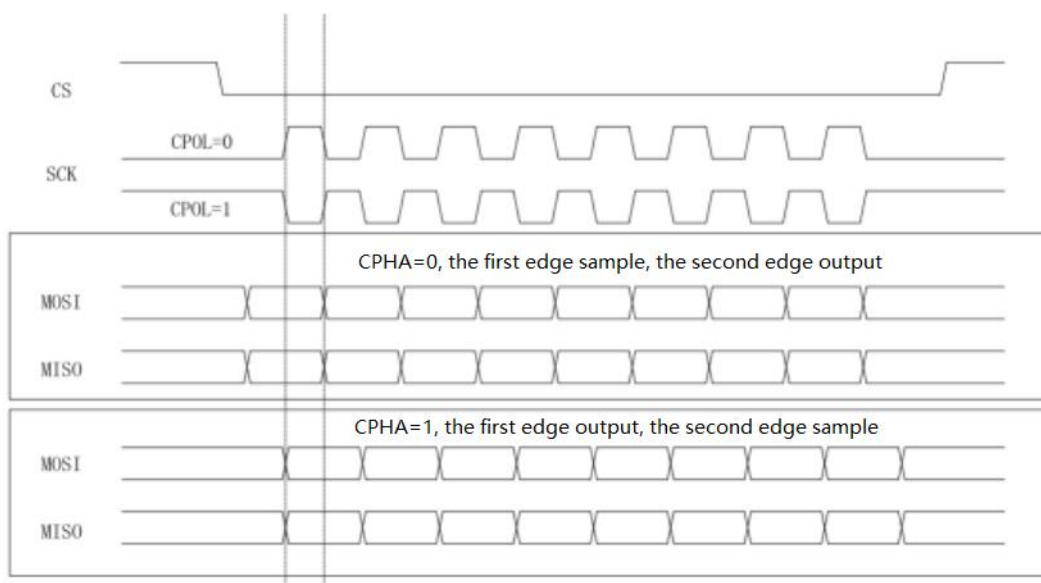 CS
CPOL=0
SCK
CPOL=1
CPHA=0, the first edge sample, the second edge output
MOSI
MISO
CPHA=1, the first edge output, the second edge sample
MOSI
MISO